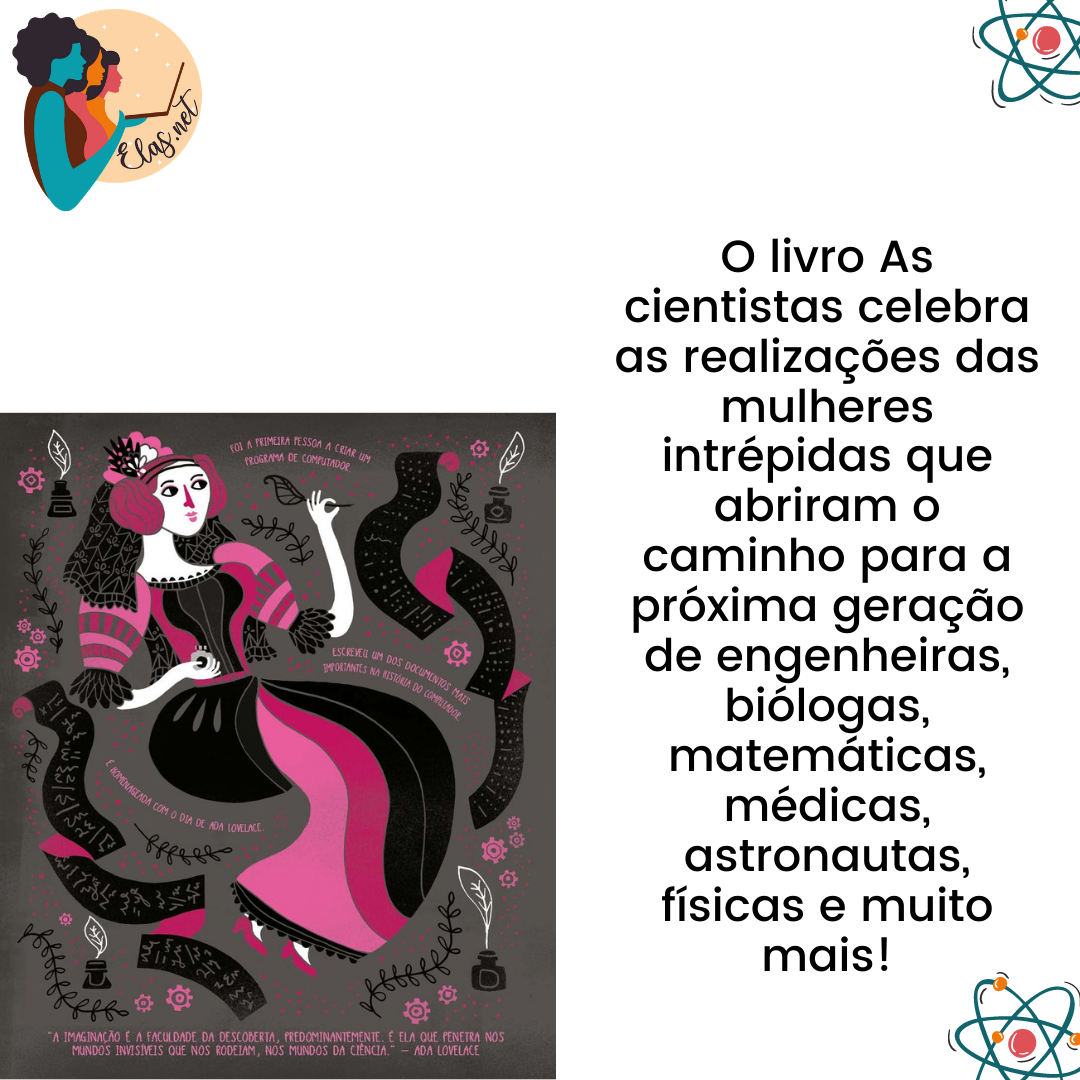 Elas.net
O livro As
cientistas celebra
as realizações das
mulheres
intrépidas que
abriram o
caminho para a
próxima geração
de engenheiras,
biólogas,
matemáticas,
médicas,
astronautas,
físicas e muito
mais!
FOI A PRIMEIRA PESSOA A CRIAR UM
PROGRAMA DE COMPUTADOR.
ESCREVEU UM DOS DOCUMENTOS MAIS
IMPORTANTES NA HISTÓRIA DO COMPUTADOR.
É HOMENAGEADA COM O DIA DE ADA LOVELACE.
"A IMAGINAÇÃO É A FACULDADE DA DESCOBERTA, PREDOMINANTEMENTE. É ELA QUE PENETRA NOS
MUNDOS INVISÍVEIS QUE NOS RODEIAM, NOS MUNDOS DA CIÊNCIA." — ADA LOVELACE